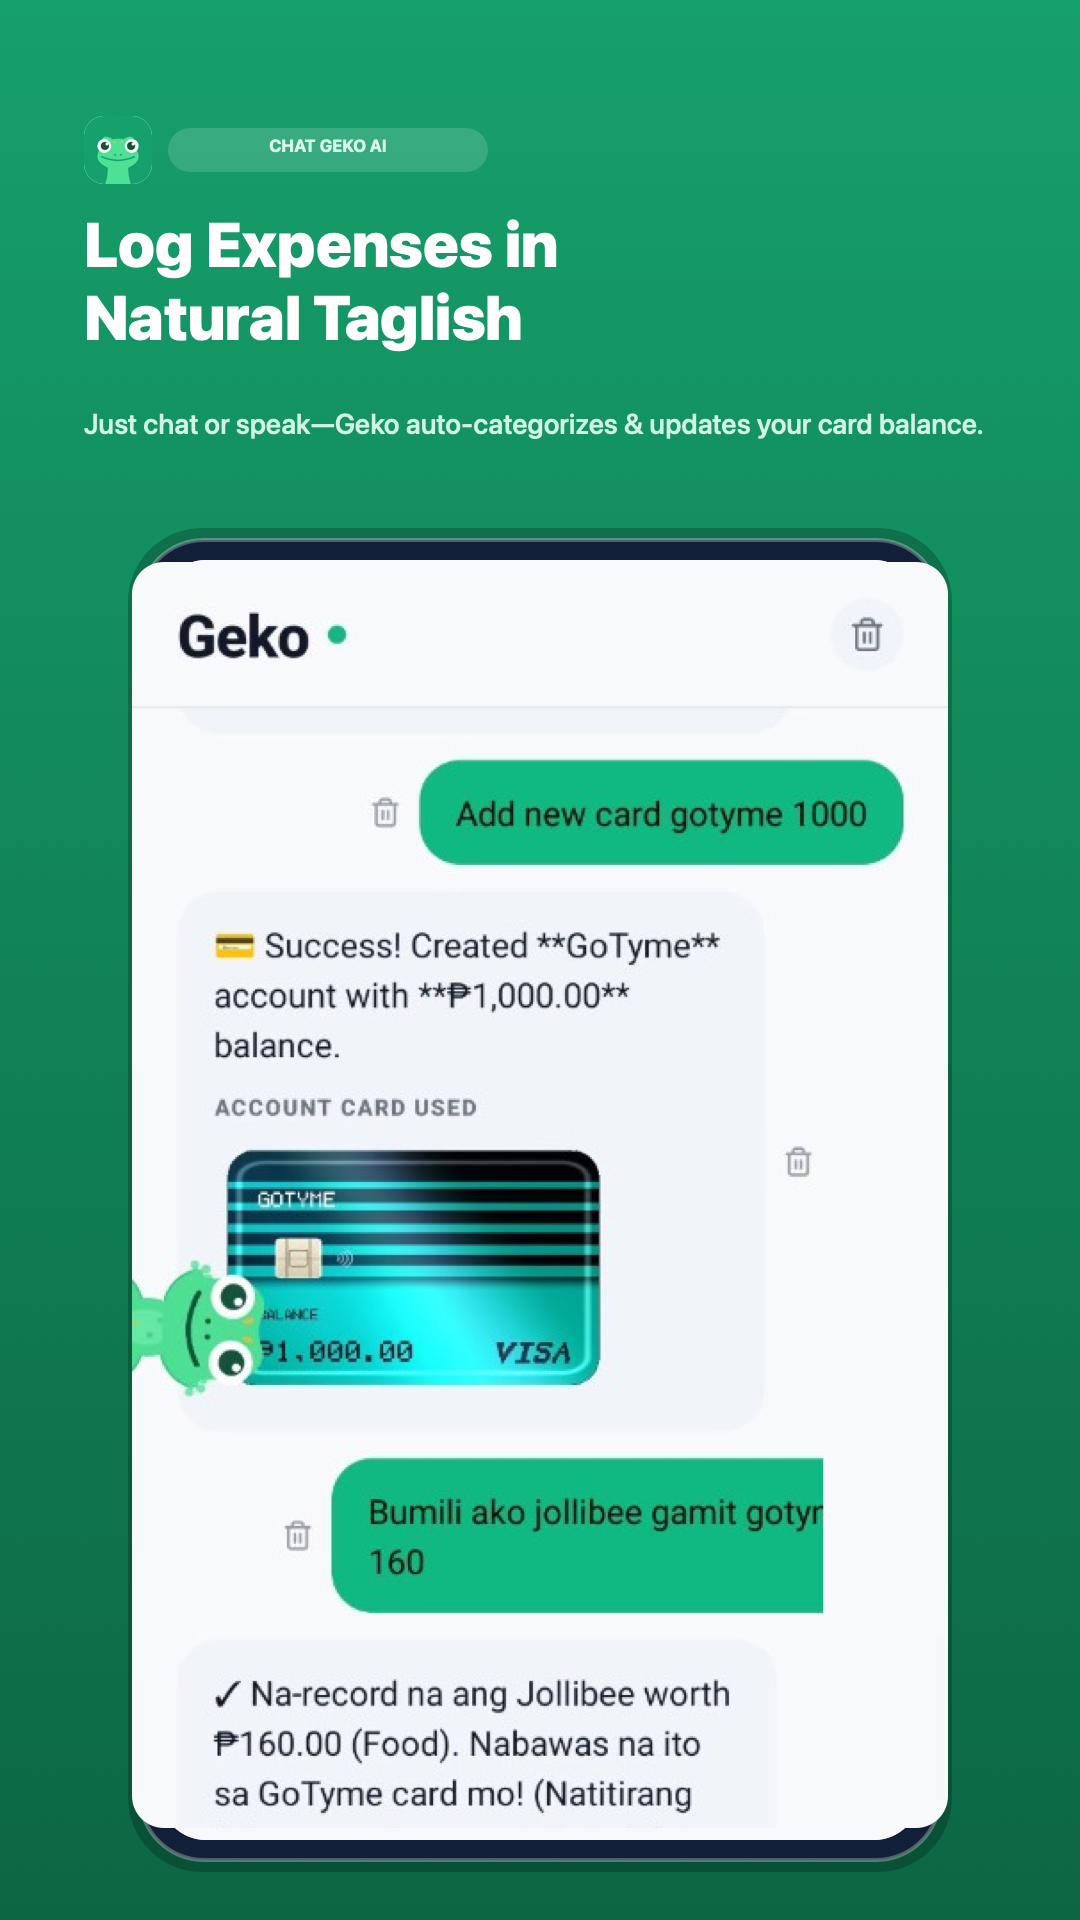 CHAT GEKO AI
Log Expenses in
Natural Taglish
Just chat or speak—Geko auto-categorizes & updates your card balance.
Geko
Add new card gotyme 1000
💳 Success! Created **GoTyme**
account with **₱1,000.00**
balance.
ACCOUNT CARD USED
GOTYME
BALANCE
₱1,000.00 VISA
Bumili ako jollibee gamit gotyr
160
✓ Na-record na ang Jollibee worth
₱160.00 (Food). Nabawas na ito
sa GoTyme card mo! (Natitirang